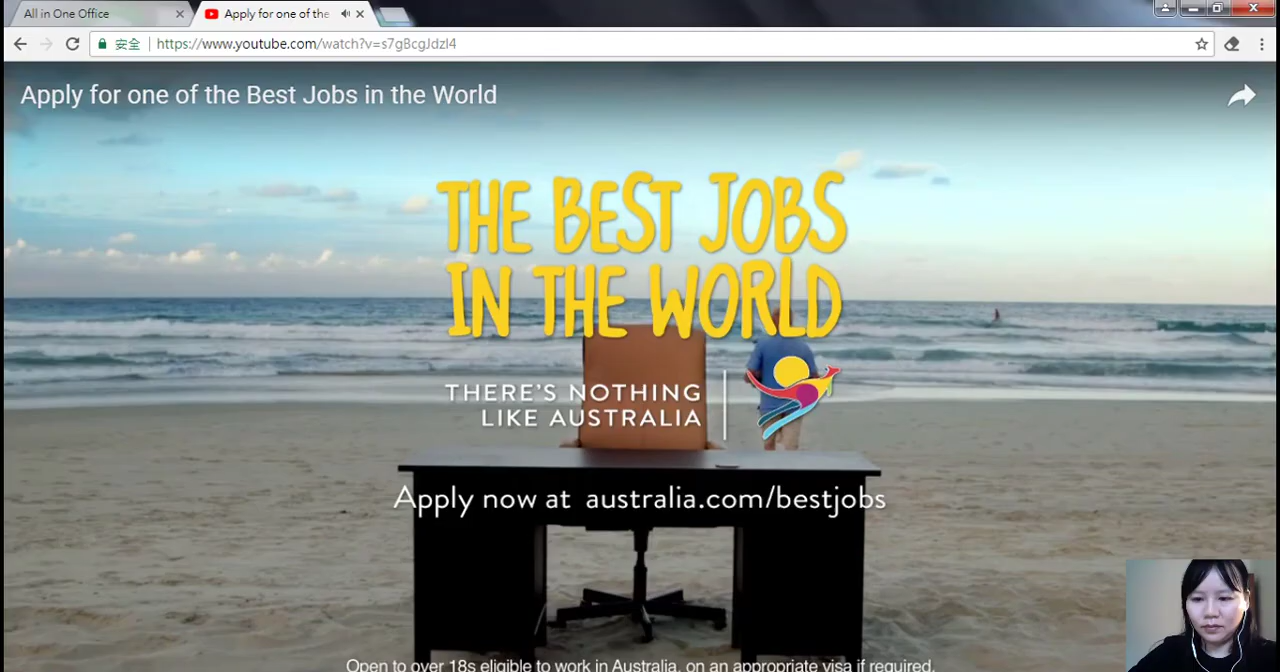 All in One Office
Apply for one of the
安全
https://www.youtube.com/watch?v=s7gBcgJdzI4
Apply for one of the Best Jobs in the World
THE BEST JOBS
IN THE WORLD
THERE'S NOTHING
LIKE AUSTRALIA
Apply now at australia.com/bestjobs
Open to over 18s eligible to work in Australia, on an appropriate visa if required.